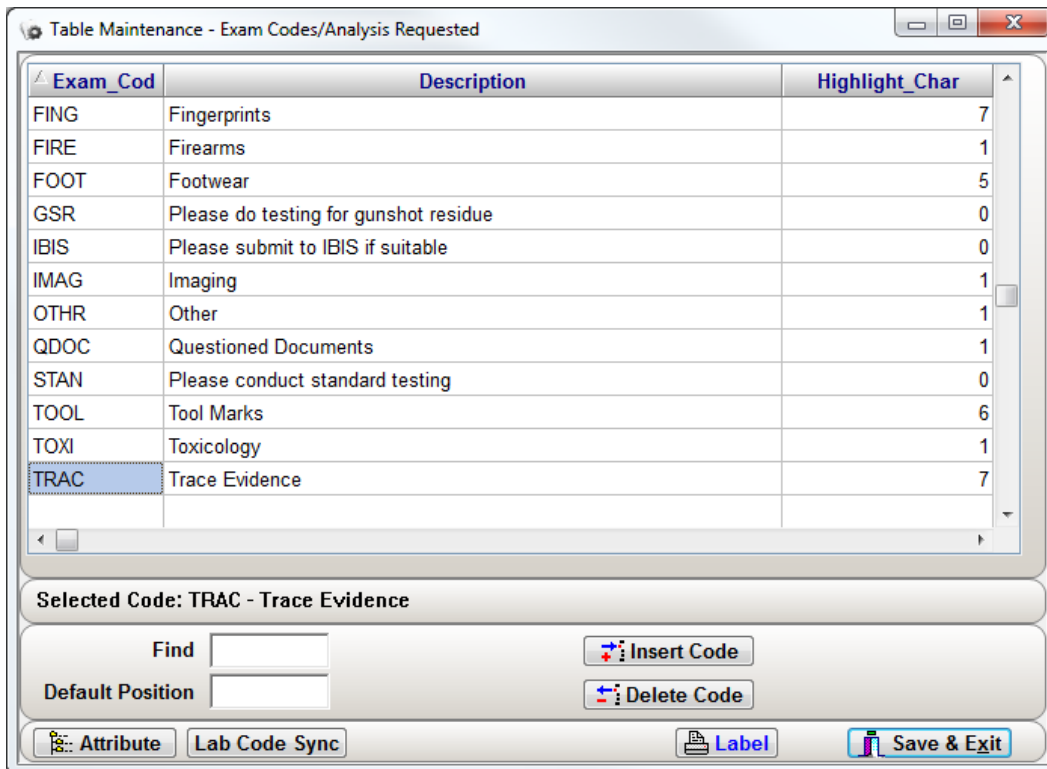 Table Maintenance - Exam Codes/Analysis Requested
Exam_Cod Description Highlight_Char
FING Fingerprints 7
FIRE Firearms 1
FOOT Footwear 5
GSR Please do testing for gunshot residue 0
IBIS Please submit to IBIS if suitable 0
IMAG Imaging 1
OTHR Other 1
QDOC Questioned Documents 1
STAN Please conduct standard testing 0
TOOL Tool Marks 6
TOXI Toxicology 1
TRAC Trace Evidence 7
Selected Code: TRAC - Trace Evidence
Find Insert Code
Default Position Delete Code
Attribute Lab Code Sync Label Save & Exit